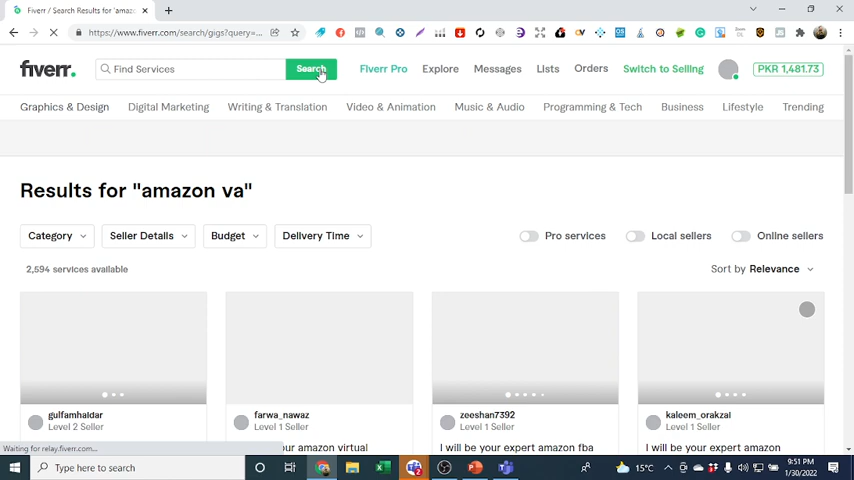 Fiverr / Search Results for "amaz
https://www.fiverr.com/search/gigs?query=...
fiverr.
Find Services
Search
Fiverr Pro
Explore
Messages
Lists
Orders
Switch to Selling
PKR 1,481.73
Graphics & Design
Digital Marketing
Writing & Translation
Video & Animation
Music & Audio
Programming & Tech
Business
Lifestyle
Trending
Results for "amazon va"
Category
Seller Details
Budget
Delivery Time
Pro services
Local sellers
Online sellers
2,594 services available
Sort by Relevance
gulfamhaidar
Level 2 Seller
farwa_nawaz
Level 1 Seller
zeeshan7392
Level 1 Seller
kaleem_orakzai
Level 1 Seller
our amazon virtual
I will be your expert amazon fba
I will be your expert amazon
Waiting for relay.fiverr.com...
Type here to search
15°C
9:51 PM
1/30/2022